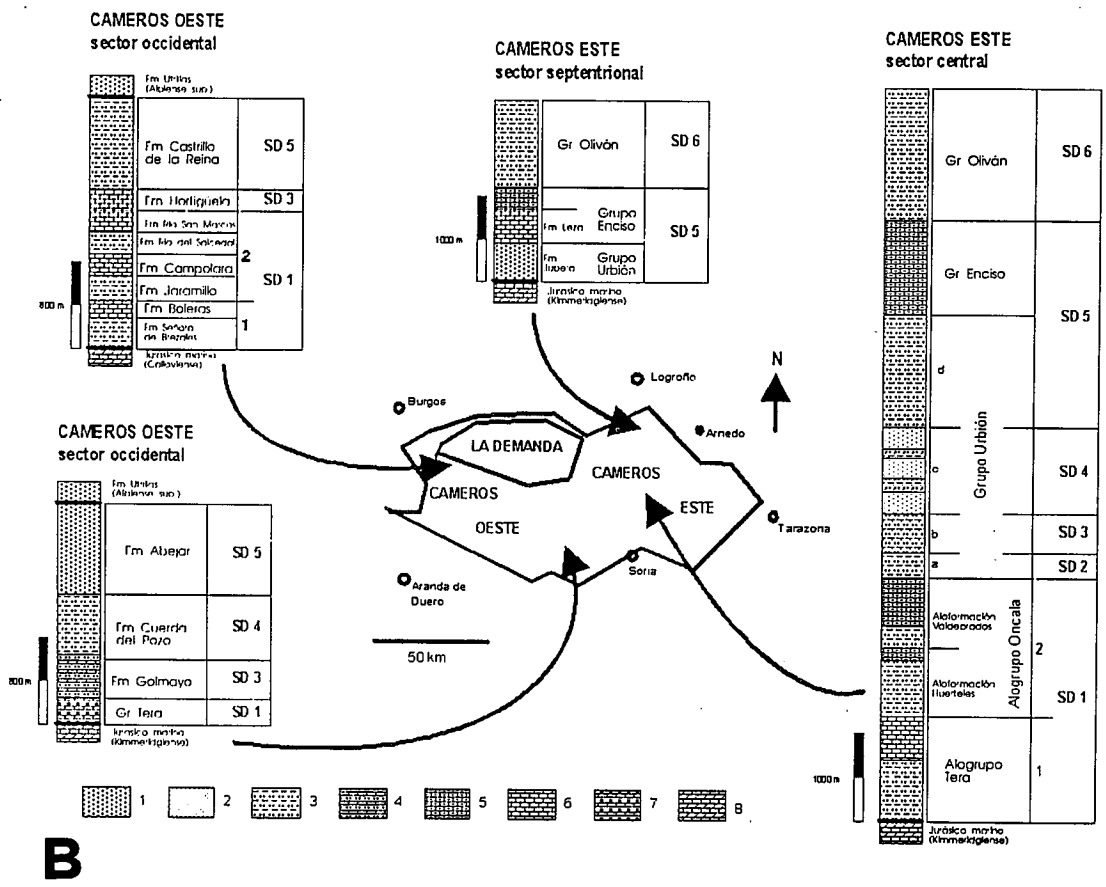 CAMEROS OESTE
sector occidental
Fm Utrillas
(Albiense sup.)
Fm Castrillo
de la Reina
SD 5
Fm Hortigüela
SD 3
Fm Rio San Marcos
Fm Rio del Salcedal
2
Fm Campolara
SD 1
Fm Jaramillo
Fm Boleras
1
Fm Señora
de Brezales
Jurásico marino
(Calloviense)
800 m
CAMEROS ESTE
sector septentrional
Gr Oliván
SD 6
Grupo
Enciso
Fm Leza
SD 5
Fm
Jubera
Grupo
Urbión
Jurásico marino
(Kimmeridgiense)
1000 m
CAMEROS ESTE
sector central
Gr Oliván
SD 6
Gr Enciso
SD 5
d
Grupo Urbión
c
SD 4
b
SD 3
a
SD 2
Aloformación
Valdeprados
Alogrupo Oncala
2
Aloformación
Huérteles
SD 1
Alogrupo
Tera
1
Jurásico marino
(Kimmeridgiense)
1000 m
CAMEROS OESTE
sector occidental
Fm Utrillas
(Albiense sup.)
Fm Abejar
SD 5
Fm Cuerda
del Pozo
SD 4
Fm Golmayo
SD 3
Gr Tera
SD 1
Jurásico marino
(Kimmeridgiense)
800 m
N
Logroño
Burgos
Arnedo
LA DEMANDA
CAMEROS
ESTE
CAMEROS
OESTE
Tarazona
Soria
Aranda de
Duero
50 km
1 2 3 4 5 6 7 8
B